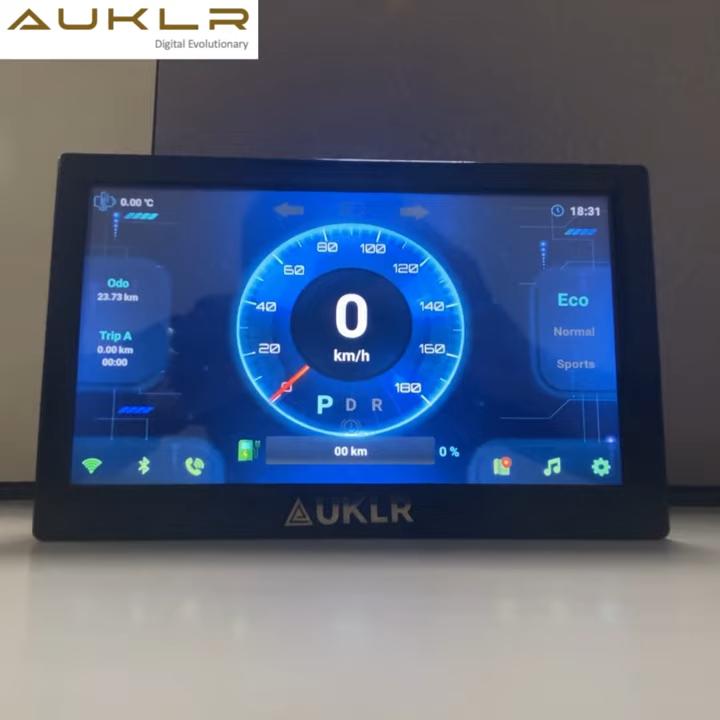 AUKLR
Digital Evolutionary
0.00 °C
18:31
Odo
23.73 km
Trip A
0.00 km
00:00
0
20
40
60
80
100
120
140
160
180
0
km/h
P D R
Eco
Normal
Sports
00 km
0 %
AUKLR